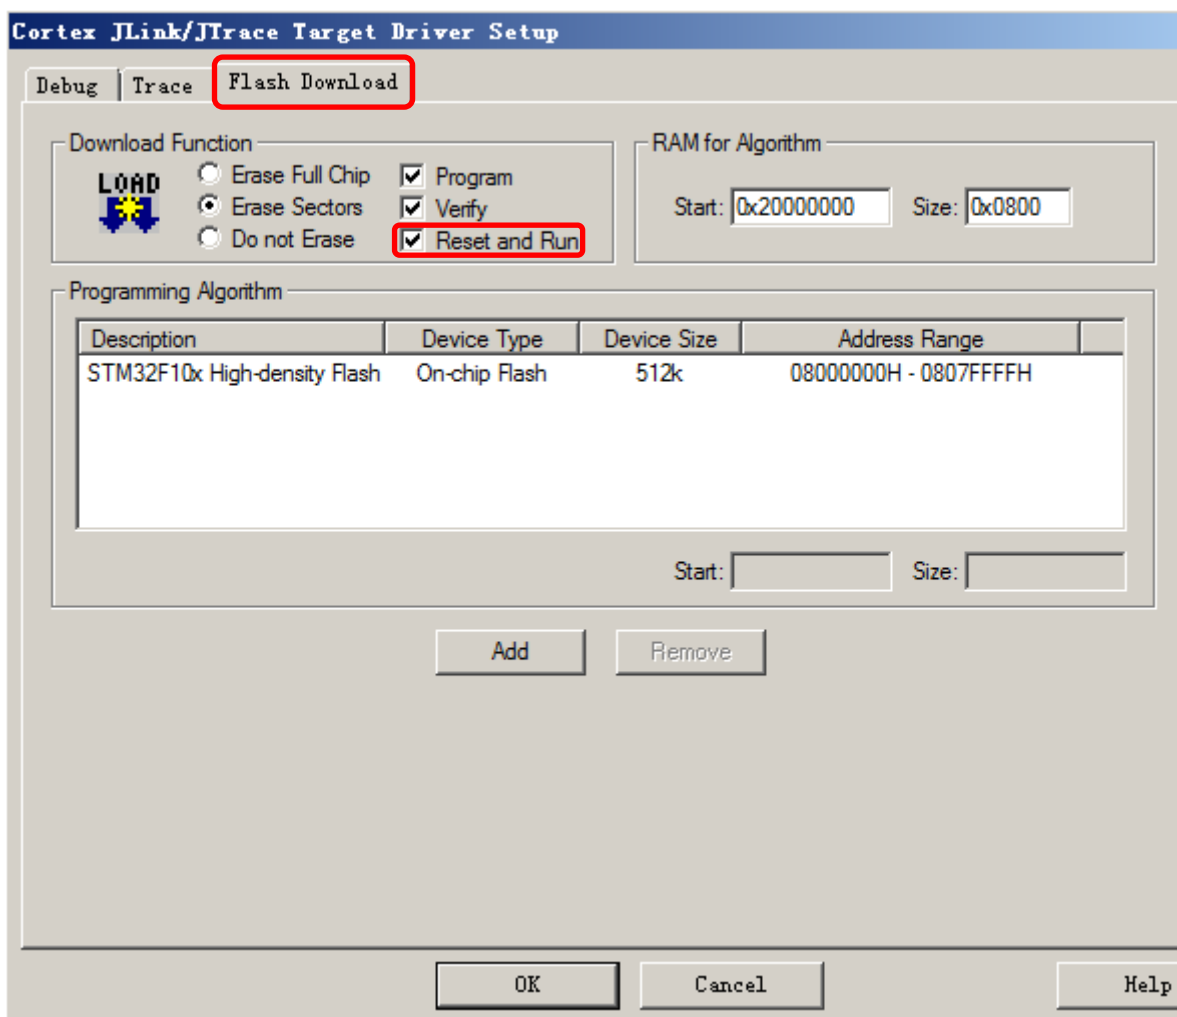 Cortex JLink/JTrace Target Driver Setup
Debug Trace Flash Download
Download Function
LOAD
Erase Full Chip
Erase Sectors
Do not Erase
Program
Verify
Reset and Run
RAM for Algorithm
Start: 0x20000000 Size: 0x0800
Programming Algorithm
Description Device Type Device Size Address Range
STM32F10x High-density Flash On-chip Flash 512k 08000000H - 0807FFFFH
Start: Size:
Add Remove
OK Cancel Help